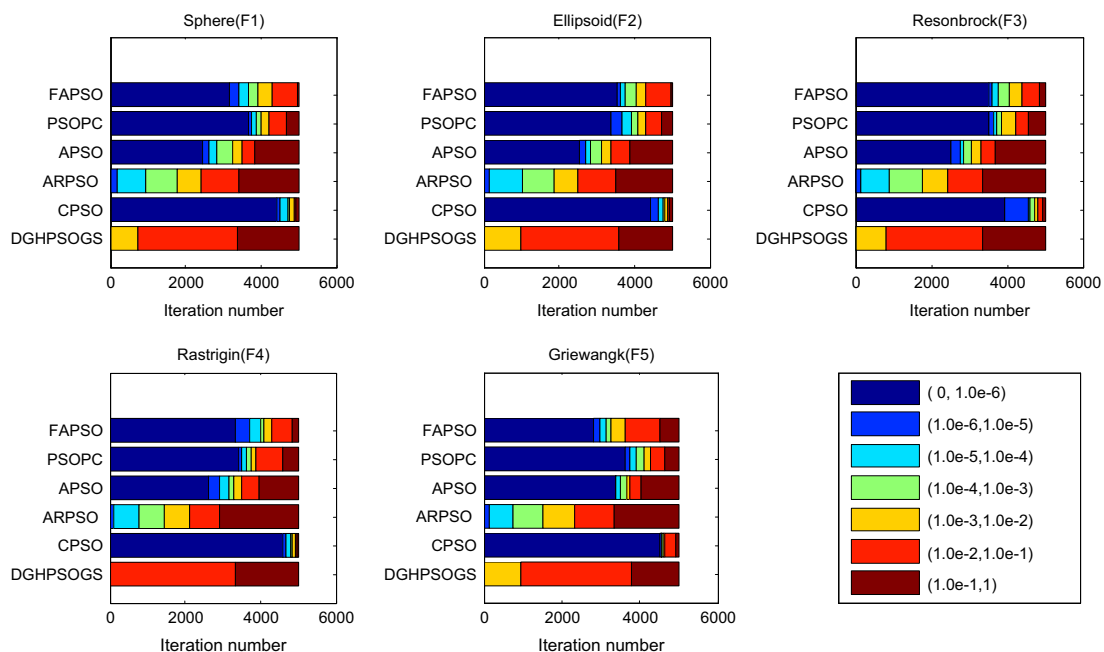 Sphere(F1)
FAPSO
PSOPC
APSO
ARPSO
CPSO
DGHPSOGS
0 2000 4000 6000
Iteration number
Ellipsoid(F2)
FAPSO
PSOPC
APSO
ARPSO
CPSO
DGHPSOGS
0 2000 4000 6000
Iteration number
Resonbrock(F3)
FAPSO
PSOPC
APSO
ARPSO
CPSO
DGHPSOGS
0 2000 4000 6000
Iteration number
Rastrigin(F4)
FAPSO
PSOPC
APSO
ARPSO
CPSO
DGHPSOGS
0 2000 4000 6000
Iteration number
Griewangk(F5)
FAPSO
PSOPC
APSO
ARPSO
CPSO
DGHPSOGS
0 2000 4000 6000
Iteration number
( 0, 1.0e-6)
(1.0e-6,1.0e-5)
(1.0e-5,1.0e-4)
(1.0e-4,1.0e-3)
(1.0e-3,1.0e-2)
(1.0e-2,1.0e-1)
(1.0e-1,1)